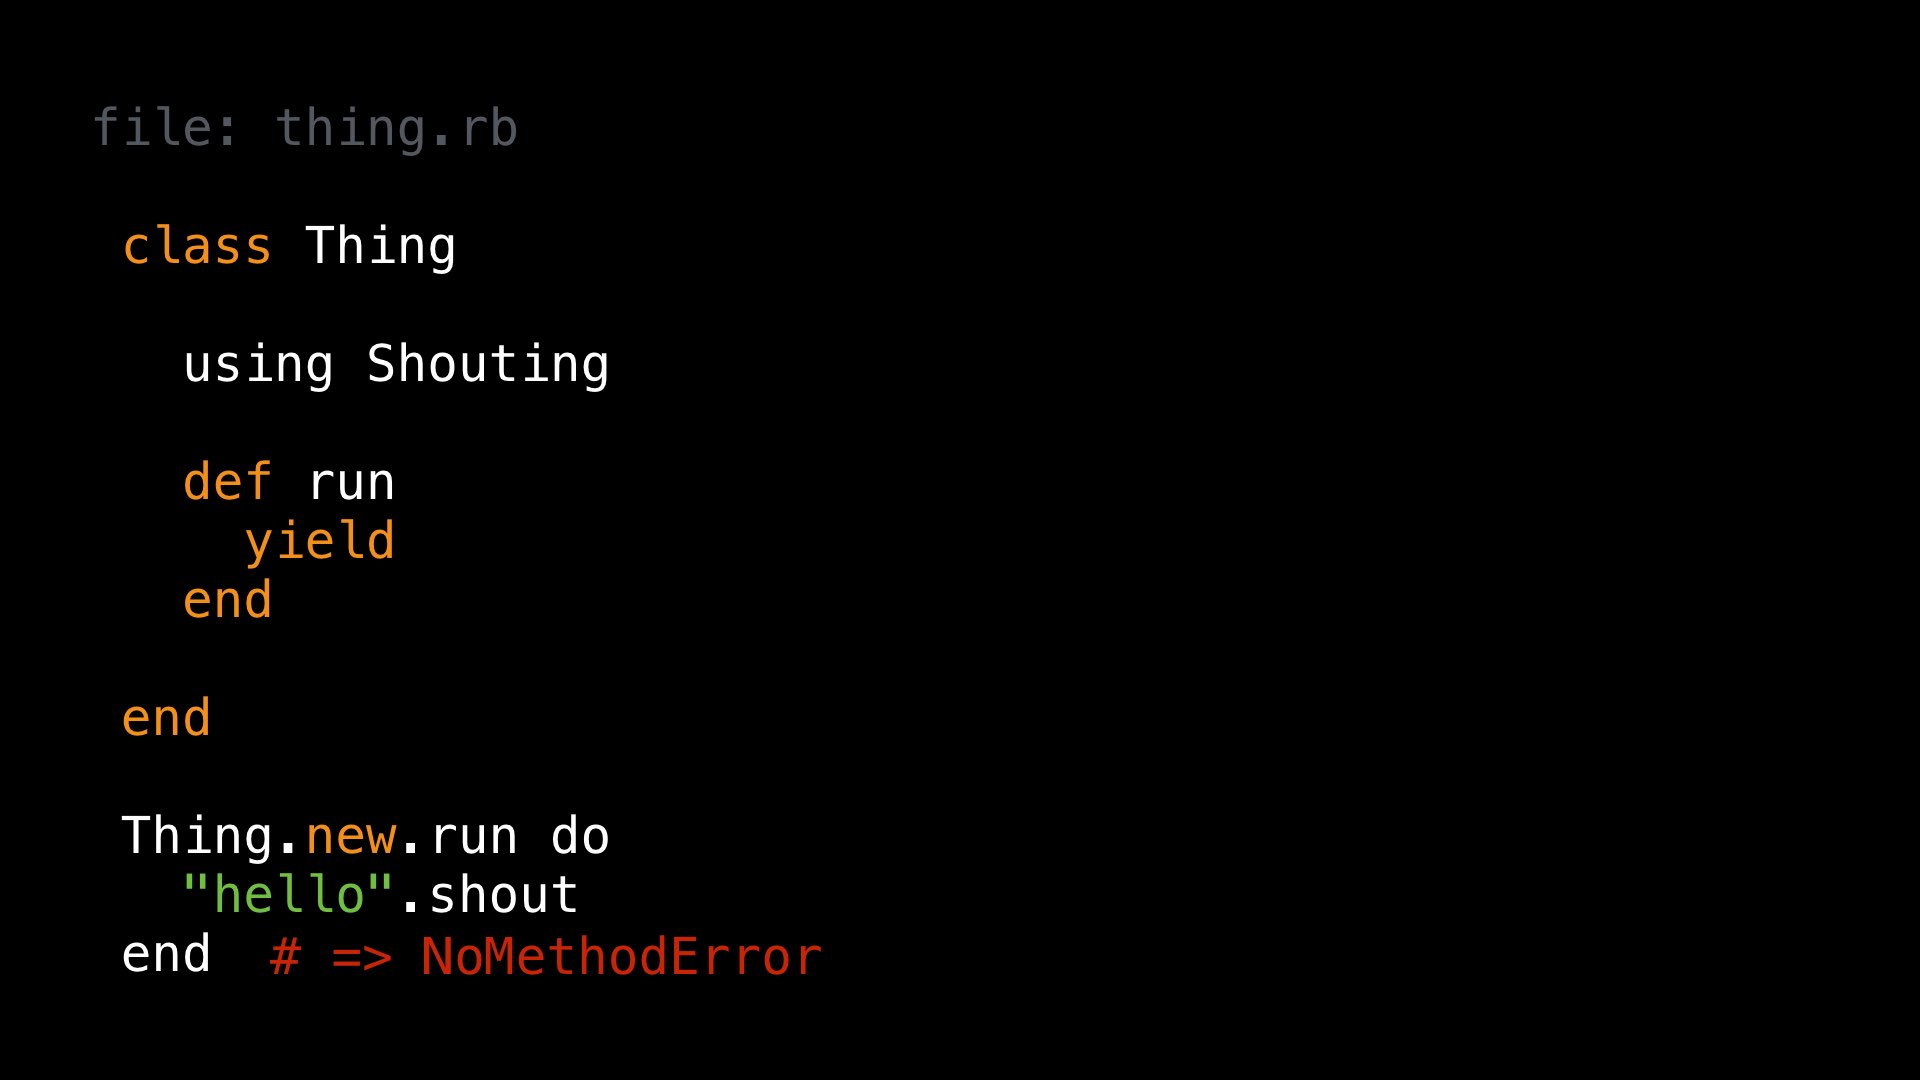 file: thing.rb
class Thing
using Shouting
def run
yield
end
end
Thing.new.run do
"hello".shout
end # => NoMethodError